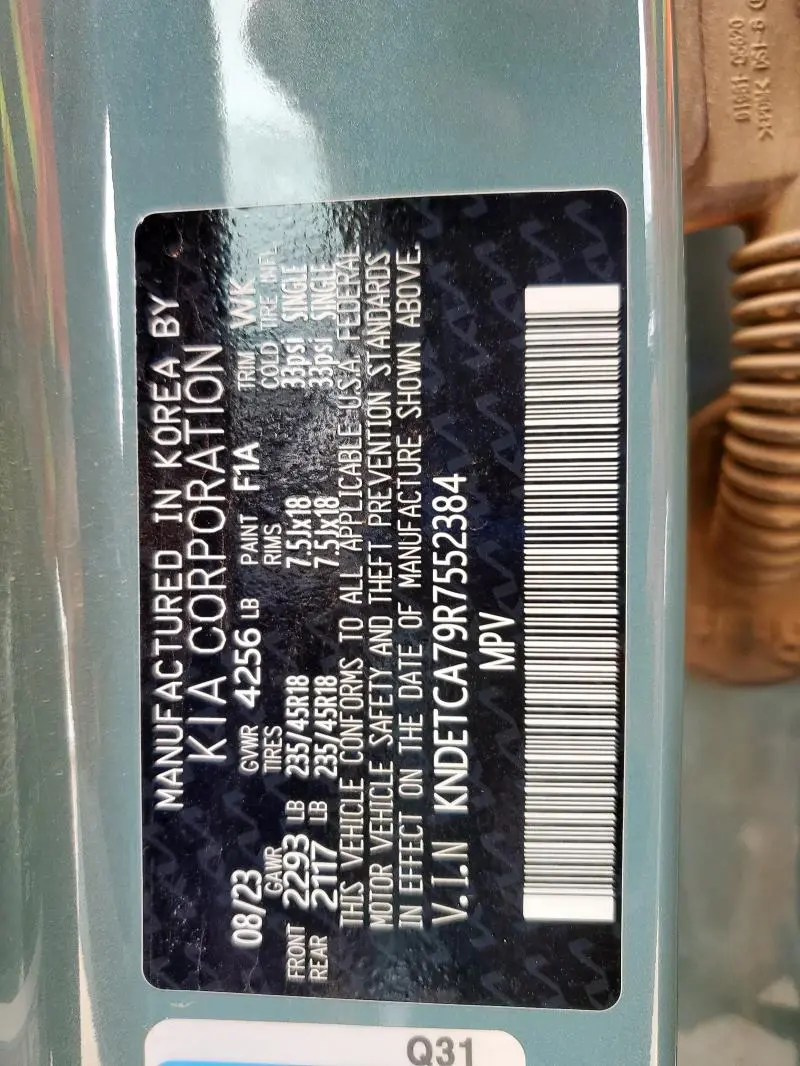 MANUFACTURED IN KOREA BY
KIA CORPORATION
08/23 GVWR 4256 LB PAINT F1A TRIM WK
GAWR TIRES RIMS COLD TIRE INFL
FRONT 2293 LB 235/45R18 7.5Jx18 33psi SINGLE
REAR 2117 LB 235/45R18 7.5Jx18 33psi SINGLE
THIS VEHICLE CONFORMS TO ALL APPLICABLE U.S.A. FEDERAL
MOTOR VEHICLE SAFETY AND THEFT PREVENTION STANDARDS
IN EFFECT ON THE DATE OF MANUFACTURE SHOWN ABOVE.
V.I.N KNDETCA79R7552384
MPV
Q31